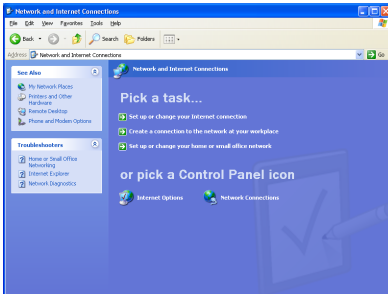 Network and Internet Connections
File Edit View Favorites Tools Help
Back Search Folders
Address Network and Internet Connections Go
See Also
My Network Places
Printers and Other
Hardware
Remote Desktop
Phone and Modem Options
Troubleshooters
Home or Small Office
Networking
Internet Explorer
Network Diagnostics
Network and Internet Connections
Pick a task...
Set up or change your Internet connection
Create a connection to the network at your workplace
Set up or change your home or small office network
or pick a Control Panel icon
Internet Options Network Connections